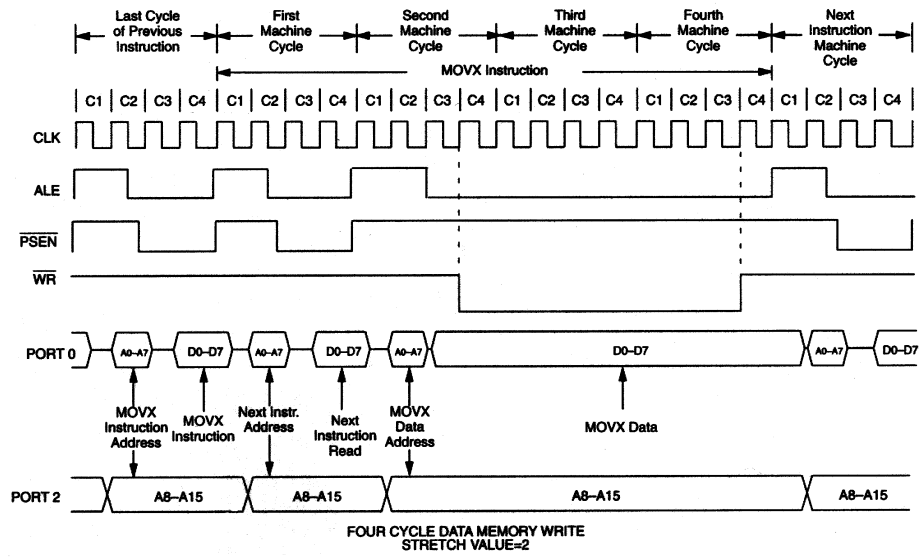 Last Cycle
of Previous
Instruction
First
Machine
Cycle
Second
Machine
Cycle
Third
Machine
Cycle
Fourth
Machine
Cycle
Next
Instruction
Machine
Cycle
MOVX Instruction
C1 C2 C3 C4 C1 C2 C3 C4 C1 C2 C3 C4 C1 C2 C3 C4 C1 C2 C3 C4 C1 C2 C3 C4
CLK
ALE
PSEN
WR
PORT 0
A0–A7 D0–D7 A0–A7 D0–D7 A0–A7 D0–D7 A0–A7 D0–D7
MOVX
Instruction
Address
MOVX
Instruction
Next Instr.
Address
Next
Instruction
Read
MOVX
Data
Address
MOVX Data
PORT 2
A8–A15 A8–A15 A8–A15 A8–A15
FOUR CYCLE DATA MEMORY WRITE
STRETCH VALUE=2